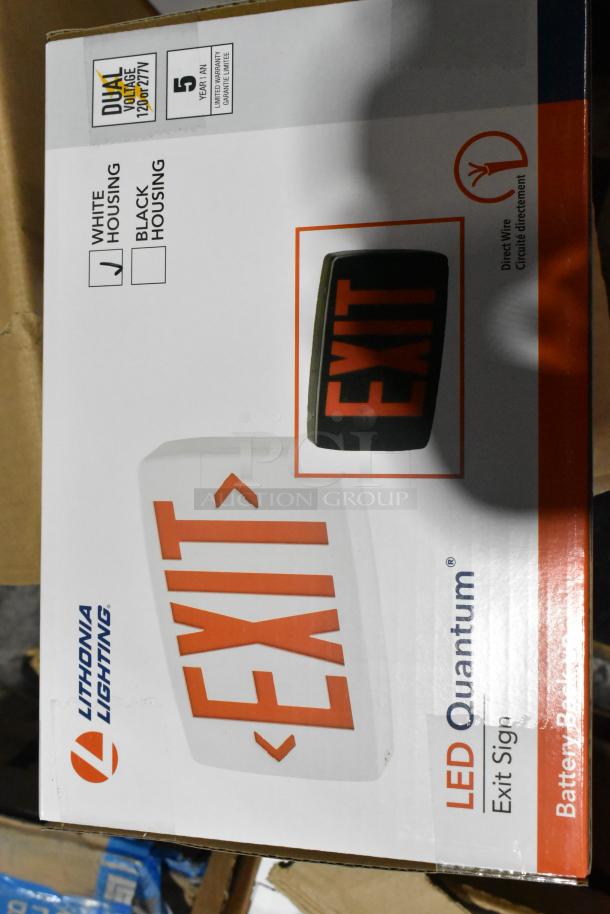 LITHONIA
LIGHTING®
WHITE
HOUSING
BLACK
HOUSING
DUAL
VOLTAGE
120 or 277V
5
YEAR | AN
LIMITED WARRANTY
GARANTIE LIMITÉE
EXIT
EXIT
PCI
AUCTION GROUP
LED Quantum®
Exit Sign
Direct Wire
Circuité directement
Battery